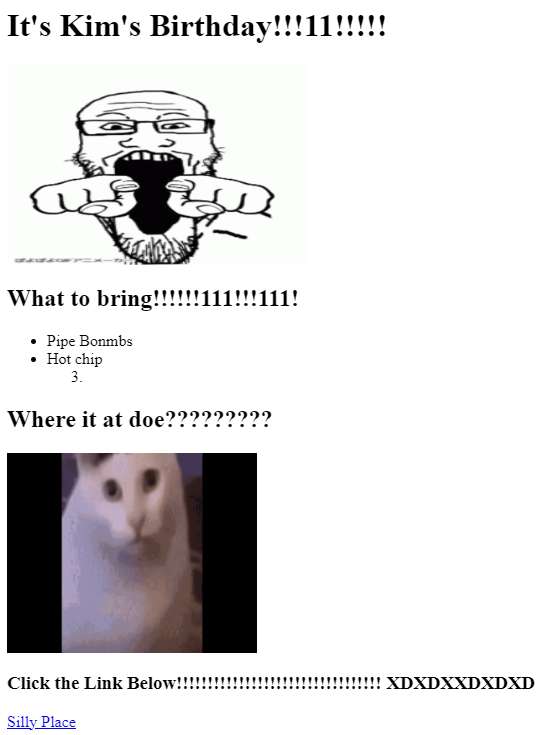 It's Kim's Birthday!!!11!!!!!
What to bring!!!!!!111!!!111!
Pipe Bonmbs
Hot chip
3.
Where it at doe?????????
Click the Link Below!!!!!!!!!!!!!!!!!!!!!!!!!!!!!!!!! XDXDXXDXDXD
Silly Place